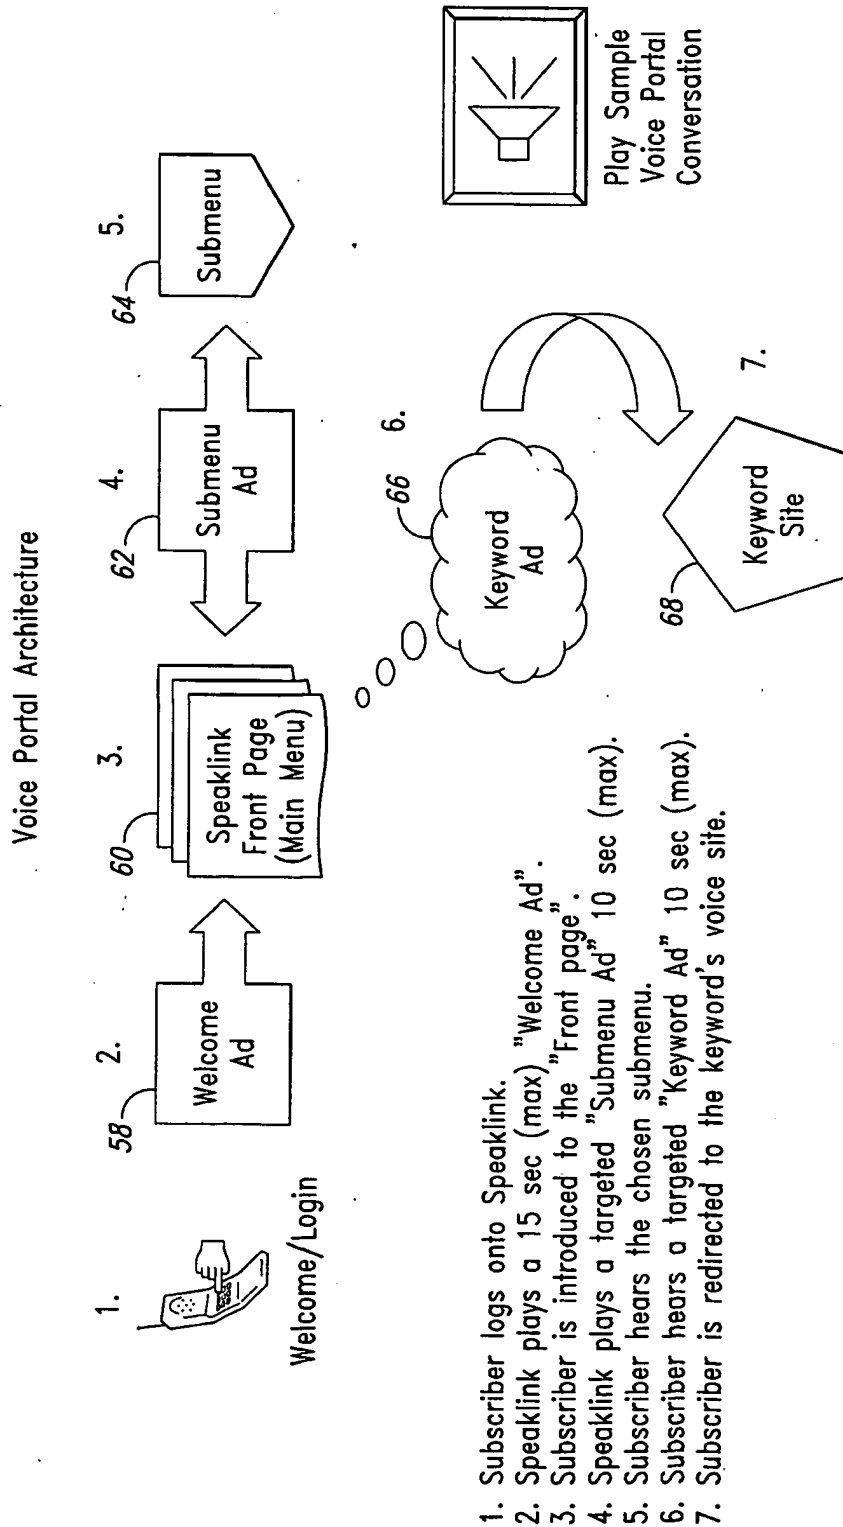 Voice Portal Architecture
1.
Welcome/Login
2.
58
Welcome
Ad
3.
60
Speaklink
Front Page
(Main Menu)
4.
62
Submenu
Ad
5.
64
Submenu
6.
66
Keyword
Ad
7.
68
Keyword
Site
Play Sample
Voice Portal
Conversation
1. Subscriber logs onto Speaklink.
2. Speaklink plays a 15 sec (max) "Welcome Ad".
3. Subscriber is introduced to the "Front page".
4. Speaklink plays a targeted "Submenu Ad" 10 sec (max).
5. Subscriber hears the chosen submenu.
6. Subscriber hears a targeted "Keyword Ad" 10 sec (max).
7. Subscriber is redirected to the keyword's voice site.